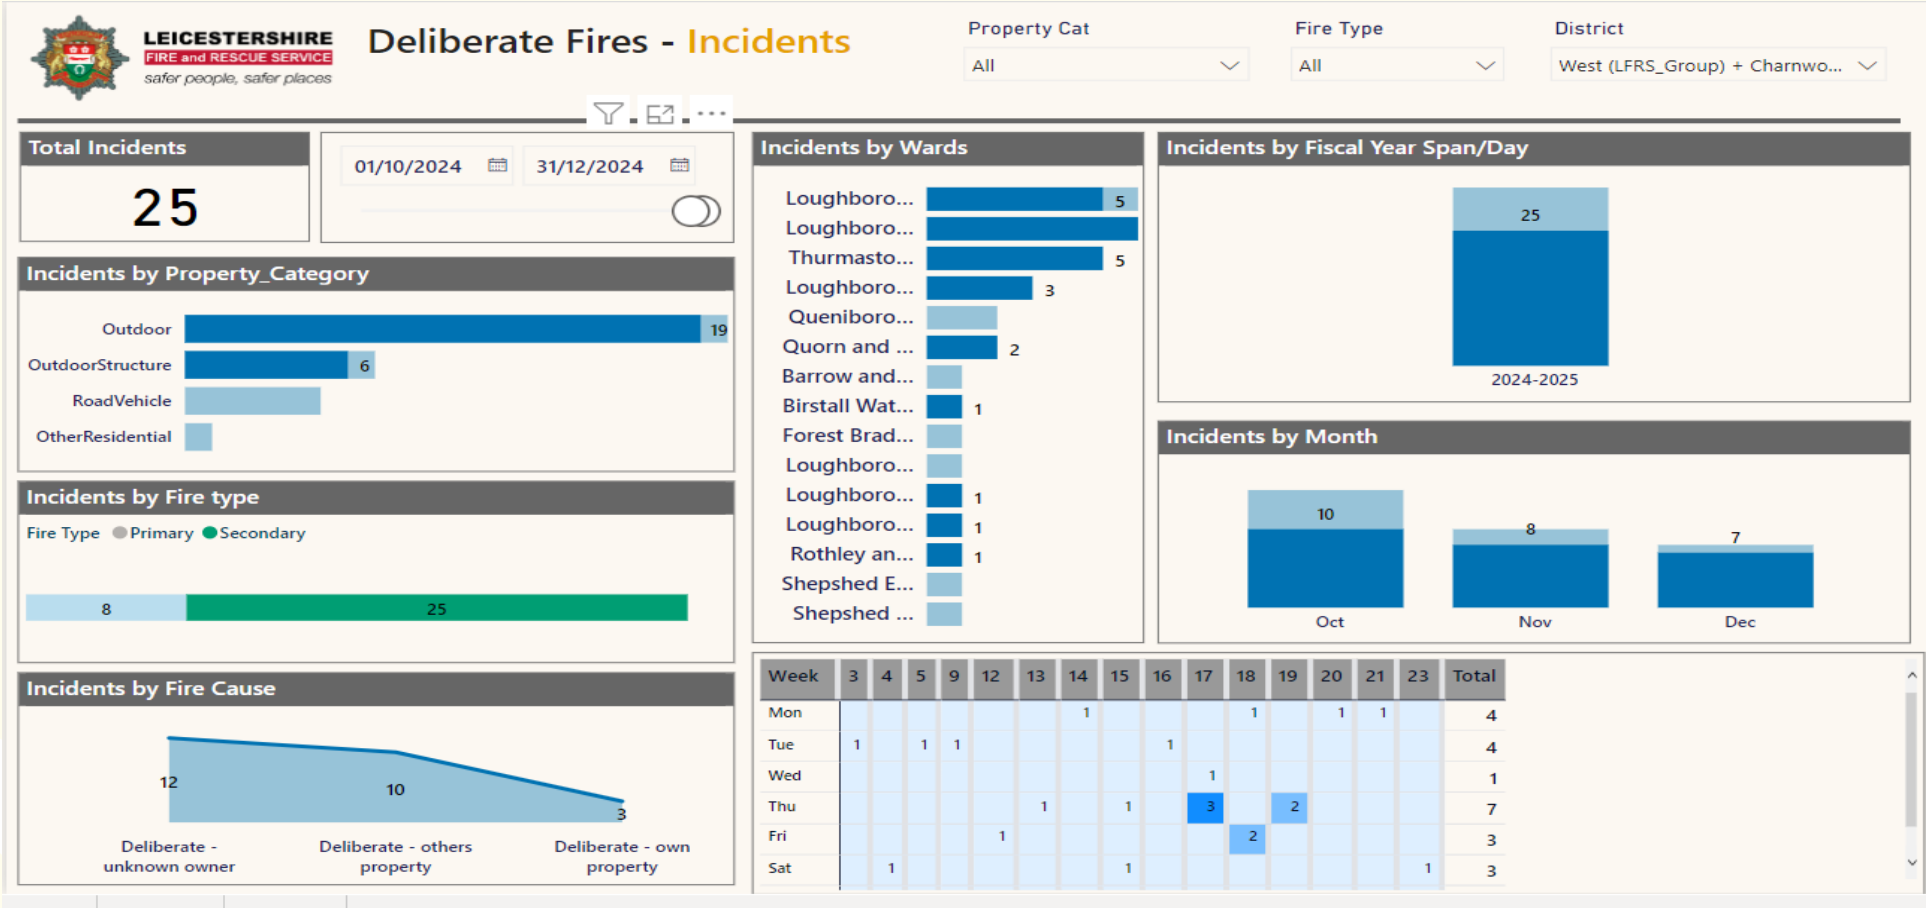 LEICESTERSHIRE
FIRE and RESCUE SERVICE
safer people, safer places
Deliberate Fires - Incidents
Property Cat
All
Fire Type
All
District
West (LFRS_Group) + Charnwo...
Total Incidents
25
01/10/2024
31/12/2024
Incidents by Property_Category
Outdoor 19
OutdoorStructure 6
RoadVehicle
OtherResidential
Incidents by Fire type
Fire Type Primary Secondary
8 25
Incidents by Fire Cause
12 10 3
Deliberate - unknown owner
Deliberate - others property
Deliberate - own property
Incidents by Wards
Loughboro... 5
Loughboro...
Thurmasto... 5
Loughboro... 3
Queniboro...
Quorn and ... 2
Barrow and...
Birstall Wat... 1
Forest Brad...
Loughboro...
Loughboro... 1
Loughboro... 1
Rothley an... 1
Shepshed E...
Shepshed ...
Incidents by Fiscal Year Span/Day
25
2024-2025
Incidents by Month
10 8 7
Oct Nov Dec
Week 3 4 5 9 12 13 14 15 16 17 18 19 20 21 23 Total
Mon 1 1 1 1 4
Tue 1 1 1 1 4
Wed 1 1
Thu 1 1 3 2 7
Fri 1 2 3
Sat 1 1 1 3